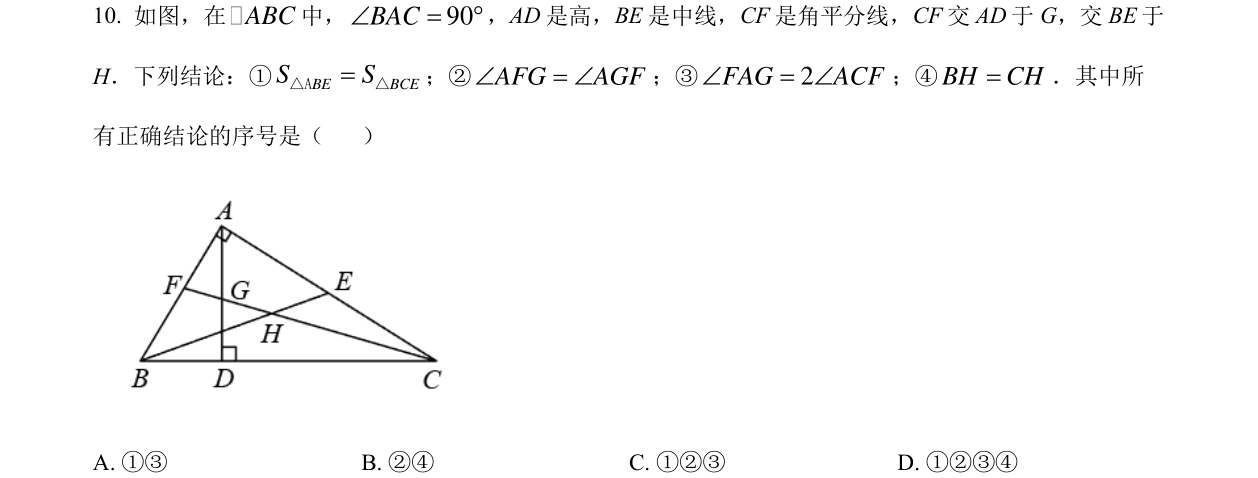 10. 如图，在 □ABC 中，∠BAC = 90°，AD 是高，BE 是中线，CF 是角平分线，CF 交 AD 于 G，交 BE 于
H．下列结论：①S△ABE = S△BCE；②∠AFG = ∠AGF；③∠FAG = 2∠ACF；④BH = CH．其中所
有正确结论的序号是（ ）
A
F
G
E
H
B
D
C
A. ①③ B. ②④ C. ①②③ D. ①②③④